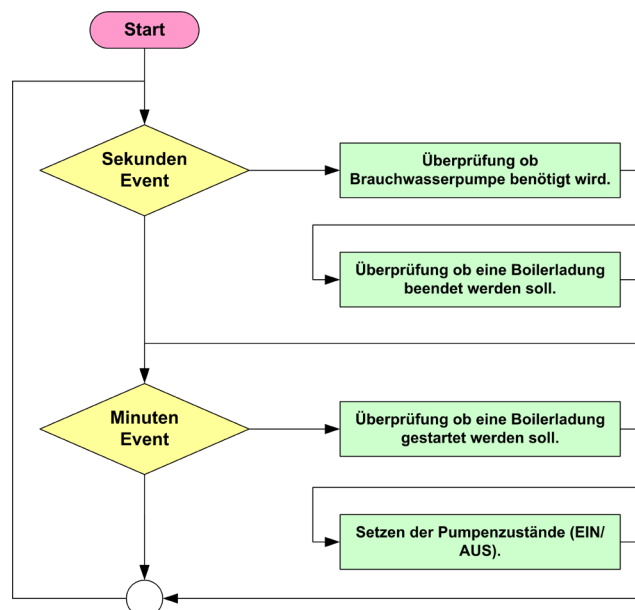 Start
Sekunden
Event
Überprüfung ob
Brauchwasserpumpe benötigt wird.
Überprüfung ob eine Boilerladung
beendet werden soll.
Minuten
Event
Überprüfung ob eine Boilerladung
gestartet werden soll.
Setzen der Pumpenzustände (EIN/
AUS).